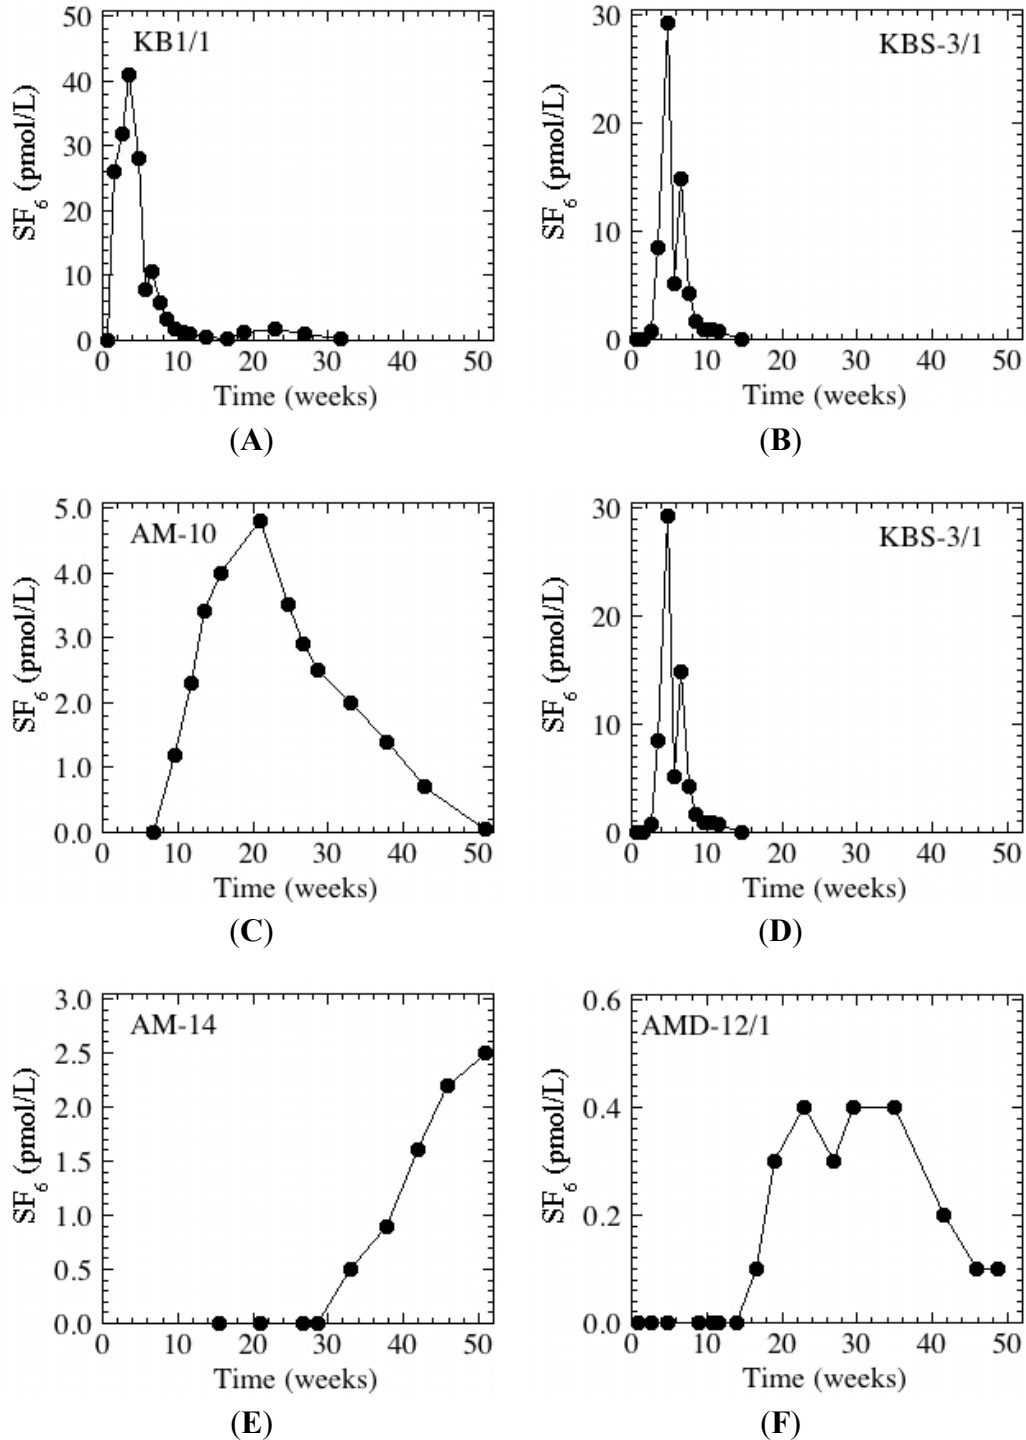 50
40
30
20
10
0
SF6 (pmol/L)
KB1/1
0 10 20 30 40 50
Time (weeks)
(A)
30
20
10
0
SF6 (pmol/L)
KBS-3/1
0 10 20 30 40 50
Time (weeks)
(B)
5.0
4.0
3.0
2.0
1.0
0.0
SF6 (pmol/L)
AM-10
0 10 20 30 40 50
Time (weeks)
(C)
30
20
10
0
SF6 (pmol/L)
KBS-3/1
0 10 20 30 40 50
Time (weeks)
(D)
3.0
2.5
2.0
1.5
1.0
0.5
0.0
SF6 (pmol/L)
AM-14
0 10 20 30 40 50
Time (weeks)
(E)
0.6
0.4
0.2
0.0
SF6 (pmol/L)
AMD-12/1
0 10 20 30 40 50
Time (weeks)
(F)